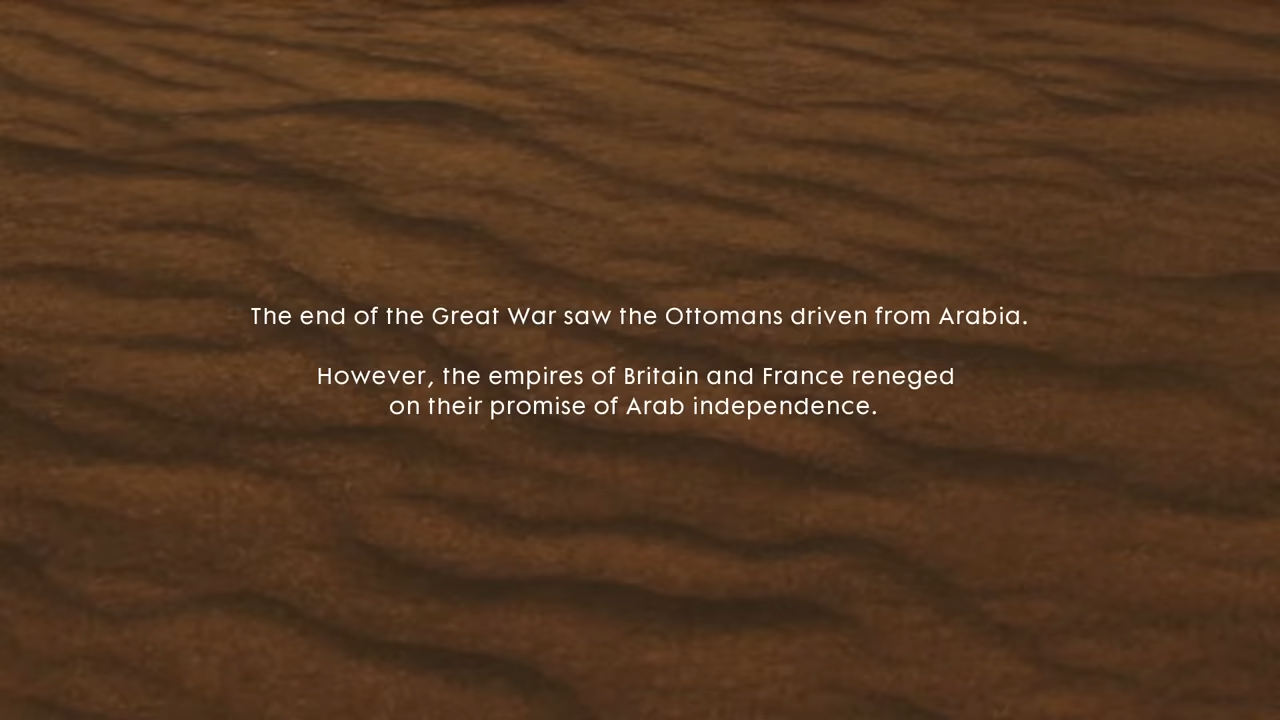 The end of the Great War saw the Ottomans driven from Arabia.
However, the empires of Britain and France reneged
on their promise of Arab independence.